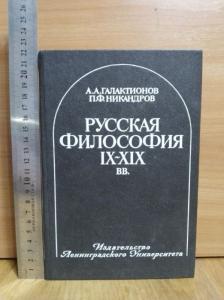 А.А.ГАЛАКТИОНОВ
П.Ф.НИКАНДРОВ
РУССКАЯ
ФИЛОСОФИЯ
IX-XIX
ВВ.
Издательство
Ленинградского Университета